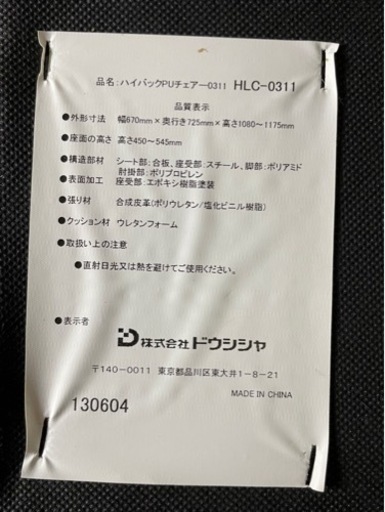 品名:ハイバックPUチェアー0311 HLC-0311
品質表示
●外形寸法 幅670mm×奥行き725mm×高さ1080〜1175mm
●座面の高さ 高さ450〜545mm
●構造部材 シート部:合板、座受部:スチール、脚部:ポリアミド
肘掛部:ポリプロピレン
●表面加工 座受部:エポキシ樹脂塗装
●張り材 合成皮革(ポリウレタン/塩化ビニル樹脂)
●クッション材 ウレタンフォーム
●取扱い上の注意
●直射日光又は熱を避けてご使用ください。
●表示者
株式会社ドウシシャ
〒140-0011 東京都品川区東大井1-8-21
130604 MADE IN CHINA